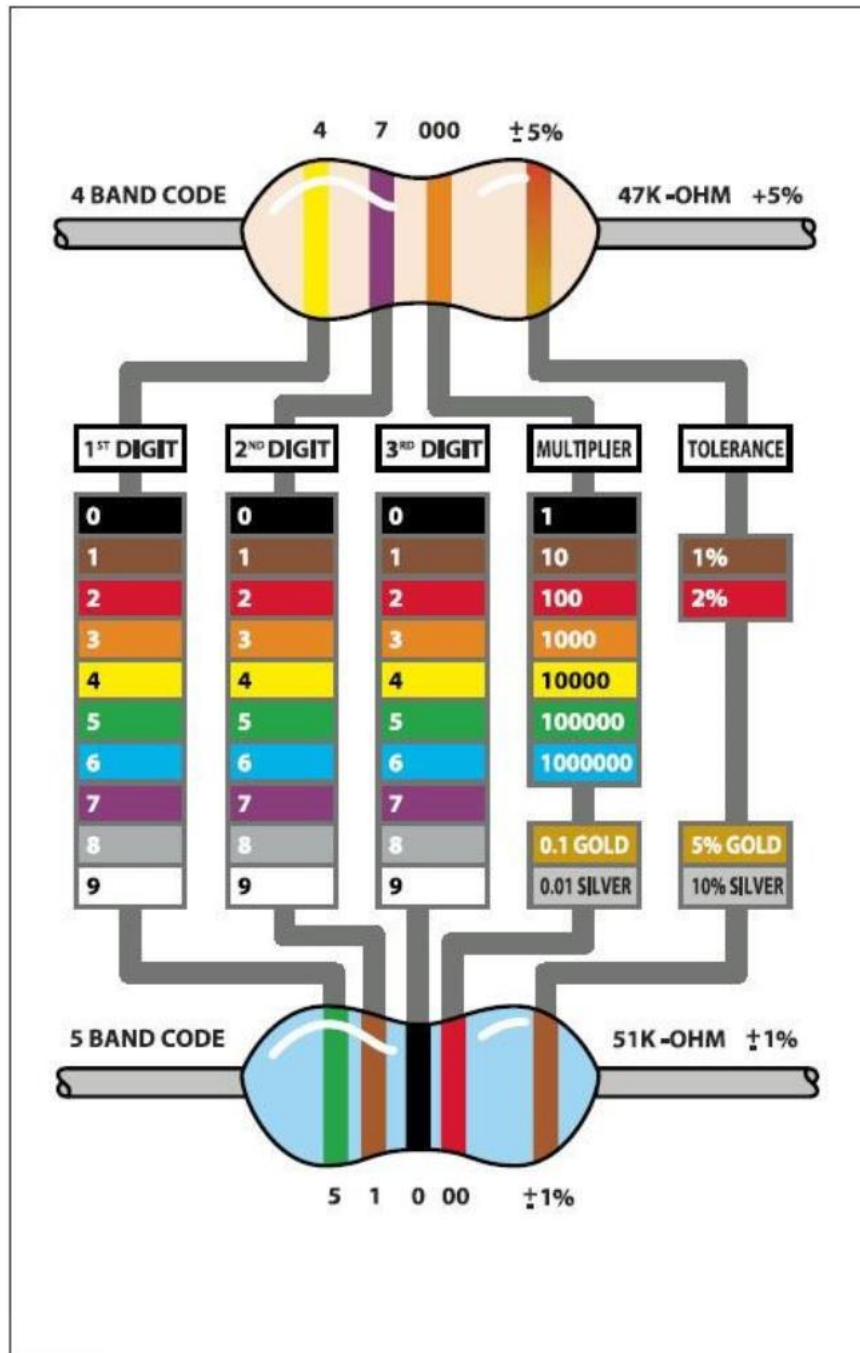 4 7 000 ±5%
4 BAND CODE 47K-OHM +5%
1ST DIGIT 2ND DIGIT 3RD DIGIT MULTIPLIER TOLERANCE
0 0 0 1
1 1 1 10 1%
2 2 2 100 2%
3 3 3 1000
4 4 4 10000
5 5 5 100000
6 6 6 1000000
7 7 7
8 8 8 0.1 GOLD 5% GOLD
9 9 9 0.01 SILVER 10% SILVER
5 BAND CODE 51K-OHM ±1%
5 1 0 00 ±1%